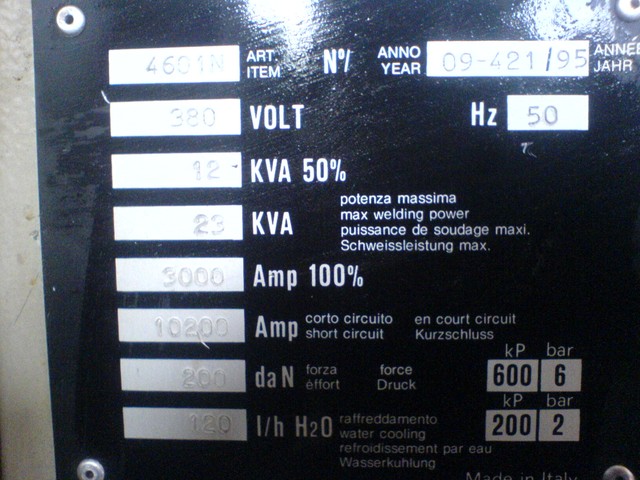 4601N ART. ITEM Nº/ ANNO YEAR 09-421/95 ANNÉE JAHR
380 VOLT Hz 50
12 KVA 50%
23 KVA potenza massima
max welding power
puissance de soudage maxi.
Schweissleistung max.
3000 Amp 100%
10200 Amp corto circuito en court circuit
short circuit Kurzschluss
kP bar
260 daN forza force 600 6
éffort Druck
kP bar
120 l/h H2O raffreddamento 200 2
water cooling
refroidissement par eau
Wasserkuhlung
Made in Italy